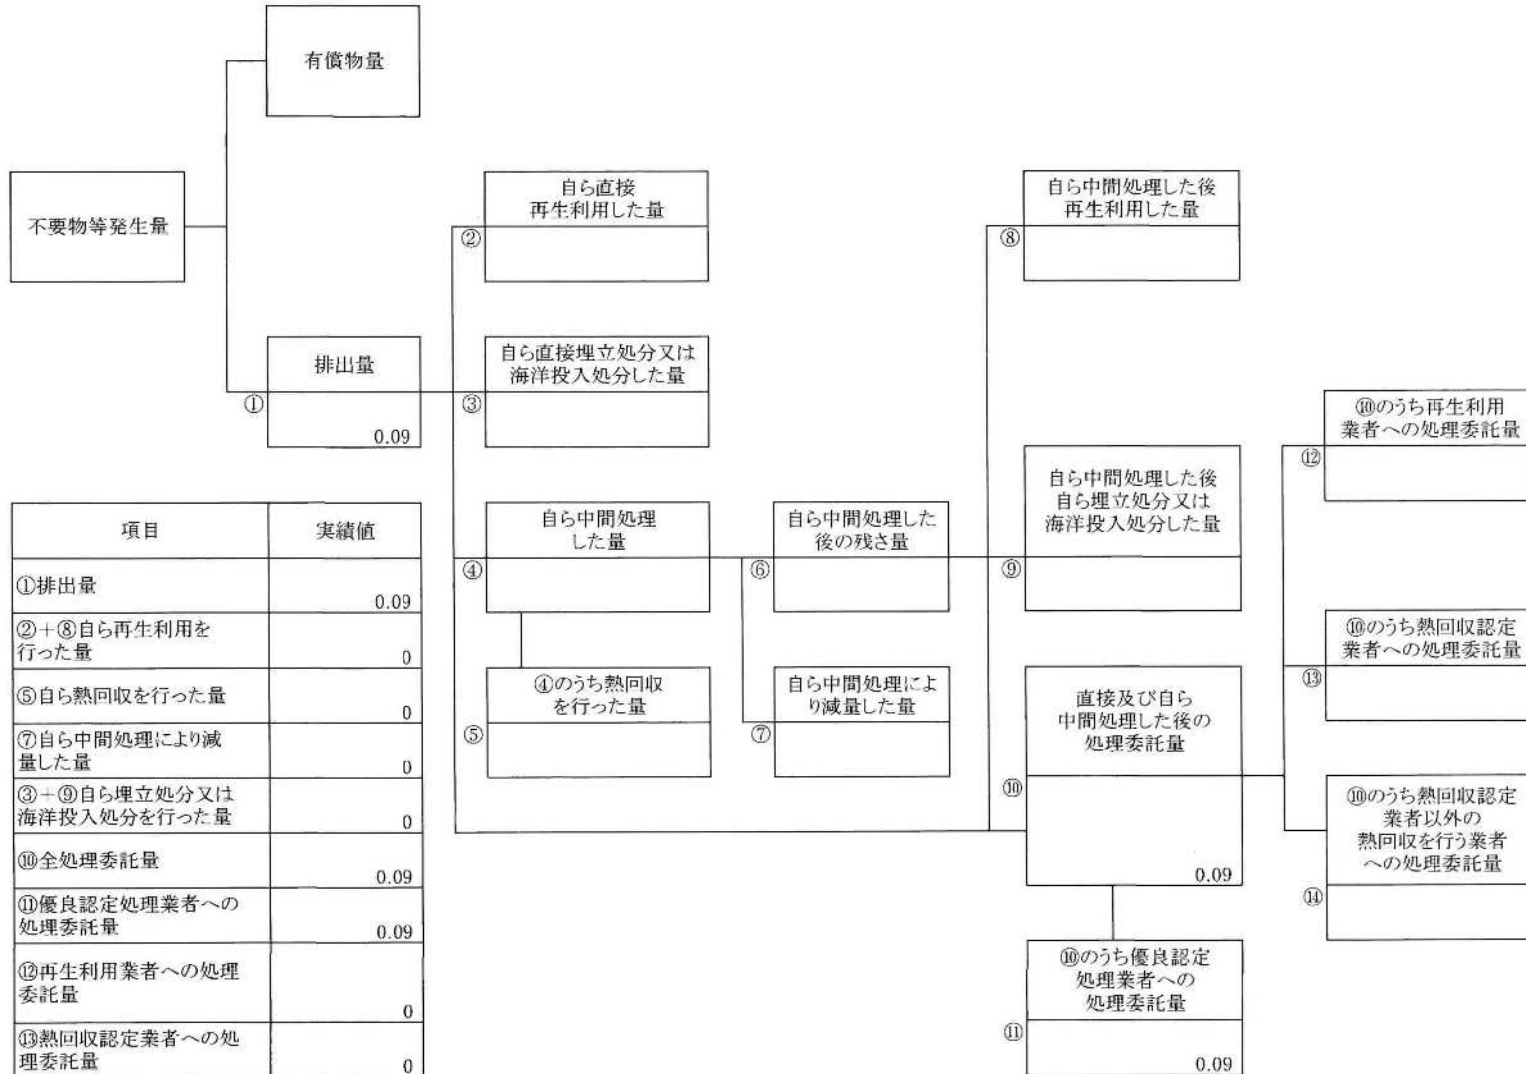 有償物量
不要物等発生量
自ら直接
再生利用した量
②
自ら中間処理した後
再生利用した量
⑧
排出量
①
0.09
自ら直接埋立処分又は
海洋投入処分した量
③
⑩のうち再生利用
業者への処理委託量
⑫
自ら中間処理
した量
④
自ら中間処理した
後の残さ量
⑥
自ら中間処理した後
自ら埋立処分又は
海洋投入処分した量
⑨
⑩のうち熱回収認定
業者への処理委託量
⑬
④のうち熱回収
を行った量
⑤
自ら中間処理によ
り減量した量
⑦
直接及び自ら
中間処理した後の
処理委託量
⑩
0.09
⑩のうち熱回収認定
業者以外の
熱回収を行う業者
への処理委託量
⑭
⑩のうち優良認定
処理業者への
処理委託量
⑪
0.09
項目 実績値
①排出量
0.09
②+⑧自ら再生利用を
行った量
0
⑤自ら熱回収を行った量
0
⑦自ら中間処理により減
量した量
0
③+⑨自ら埋立処分又は
海洋投入処分を行った量
0
⑩全処理委託量
0.09
⑪優良認定処理業者への
処理委託量
0.09
⑫再生利用業者への処理
委託量
0
⑬熱回収認定業者への処
理委託量
0